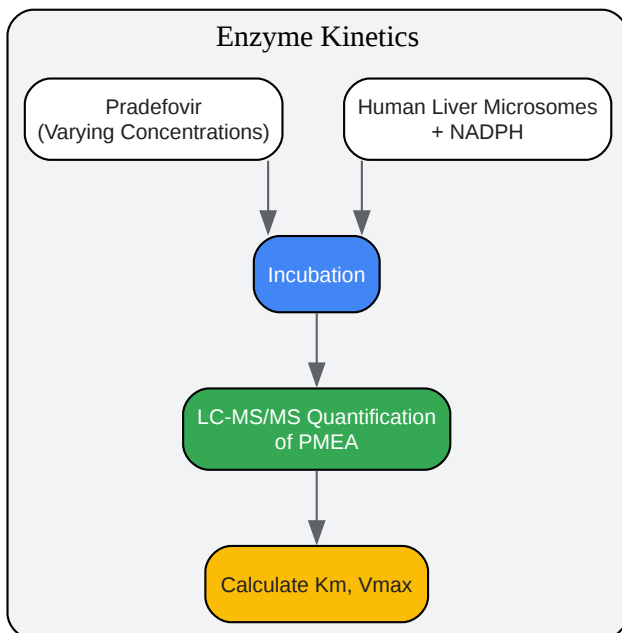 Enzyme Kinetics
Pradefovir
(Varying Concentrations)
Human Liver Microsomes
+ NADPH
Incubation
LC-MS/MS Quantification
of PMEA
Calculate Km, Vmax